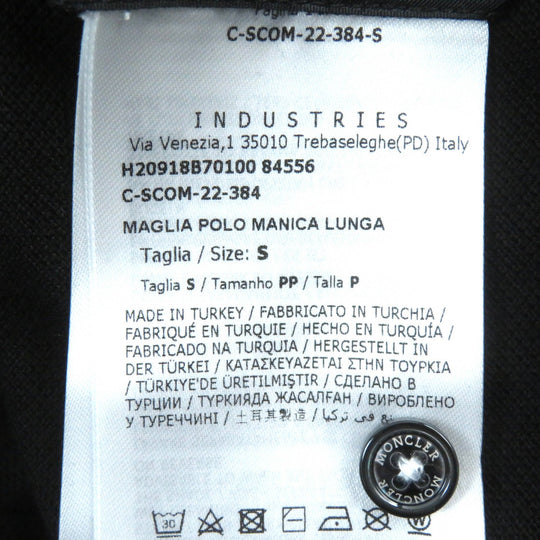 C-SCOM-22-384-S
INDUSTRIES
Via Venezia,1 35010 Trebaseleghe(PD) Italy
H20918B70100 84556
C-SCOM-22-384
MAGLIA POLO MANICA LUNGA
Taglia / Size: S
Taglia S / Tamanho PP / Talla P
MADE IN TURKEY / FABBRICATO IN TURCHIA /
FABRIQUÉ EN TURQUIE / HECHO EN TURQUÍA /
FABRICADO NA TURQUIA / HERGESTELLT IN
DER TÜRKEI / ΚΑΤΑΣΚΕΥΑΖΕΤΑΙ ΣΤΗΝ ΤΟΥΡΚΙΑ
/ TÜRKIYE'DE ÜRETILMIŞTIR / СДЕЛАНО В
ТУРЦИИ / ТУРКИЯДА ЖАСАЛҒАН / ВИРОБЛЕНО
У ТУРЕЧЧИНІ / 土耳其製造 / صنع في تركيا
MONCLER
MONCLER
30
W